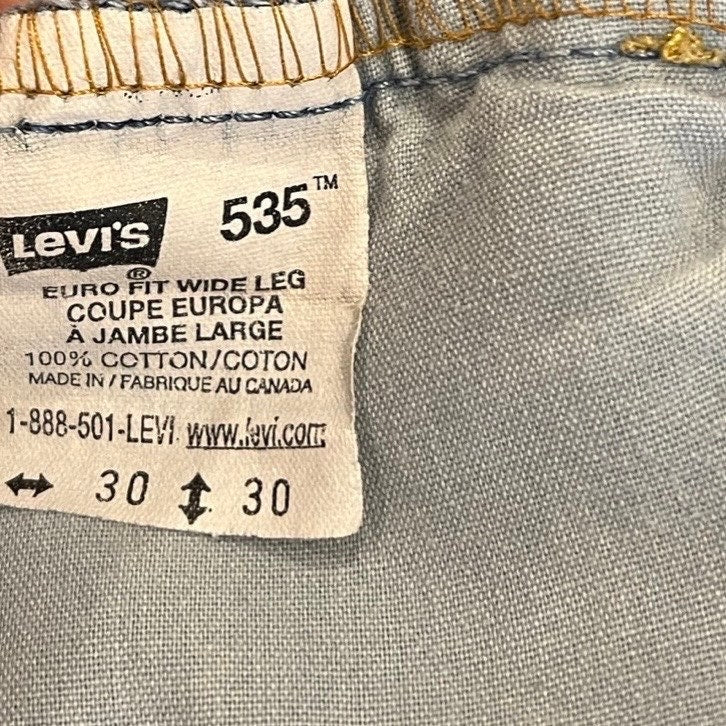 LEVI'S ® 535™
EURO FIT WIDE LEG
COUPE EUROPA
À JAMBE LARGE
100% COTTON/COTON
MADE IN / FABRIQUE AU CANADA
1-888-501-LEVI www.levi.com
↔ 30 ↕ 30